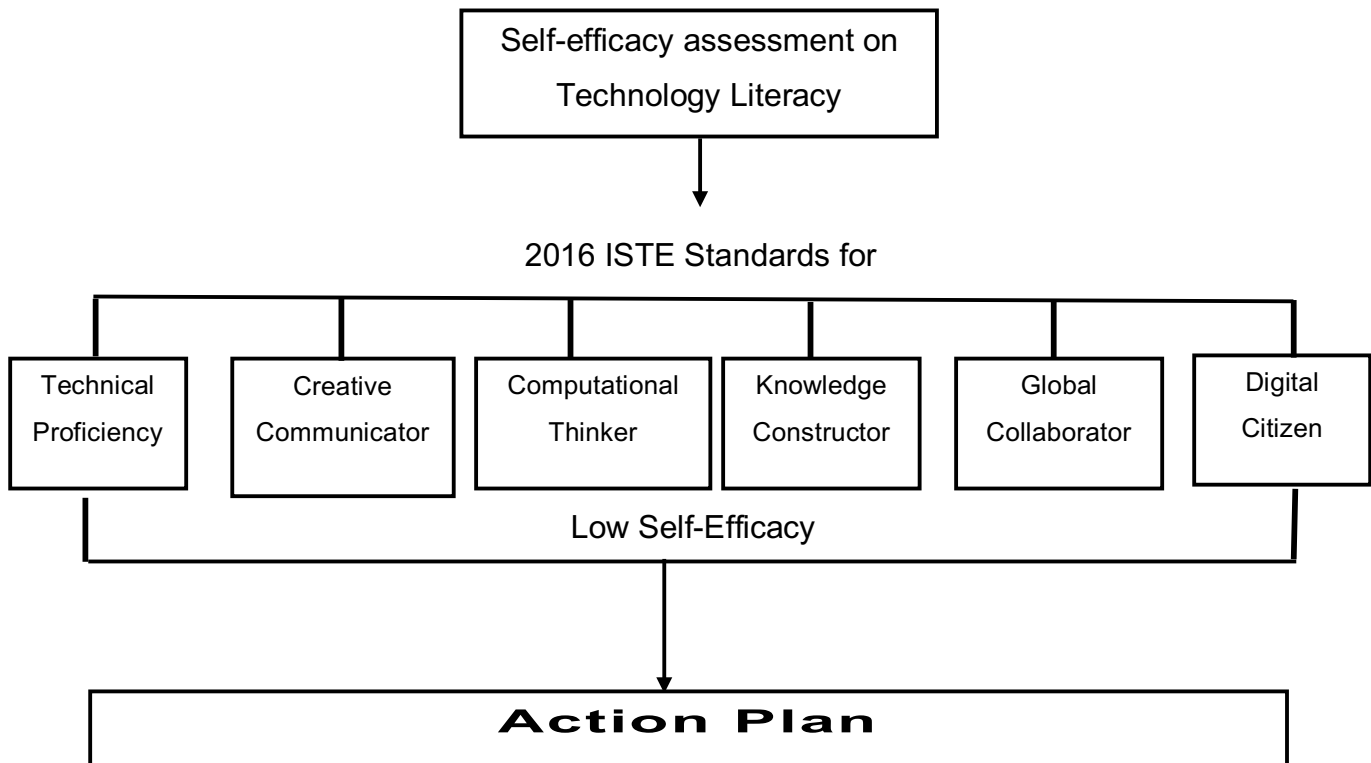 Self-efficacy assessment on
Technology Literacy
2016 ISTE Standards for
Technical
Proficiency
Creative
Communicator
Computational
Thinker
Knowledge
Constructor
Global
Collaborator
Digital
Citizen
Low Self-Efficacy
Action Plan